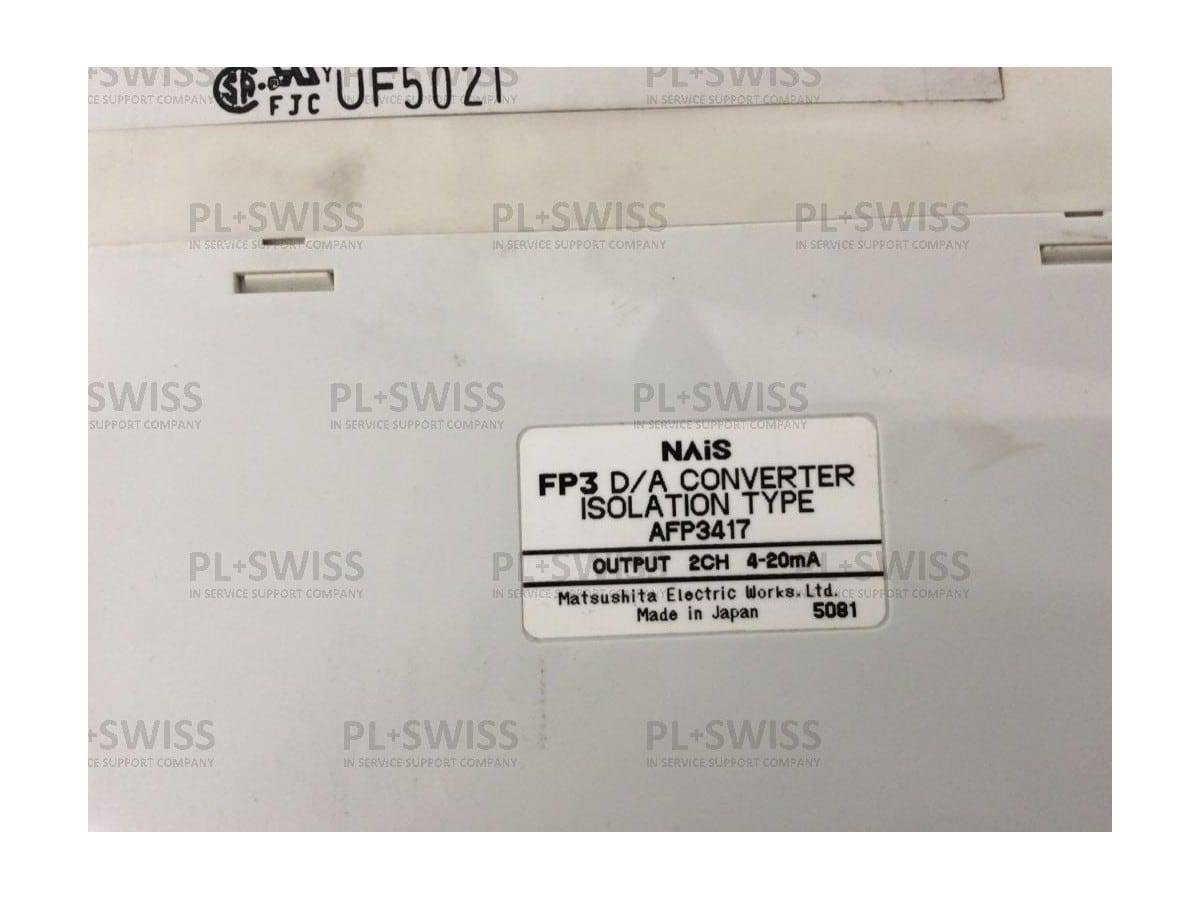 FJC UF5021
PL+SWISS
IN SERVICE SUPPORT COMPANY
NAiS
FP3 D/A CONVERTER
ISOLATION TYPE
AFP3417
OUTPUT 2CH 4-20mA
Matsushita Electric Works.Ltd.
Made in Japan 5081